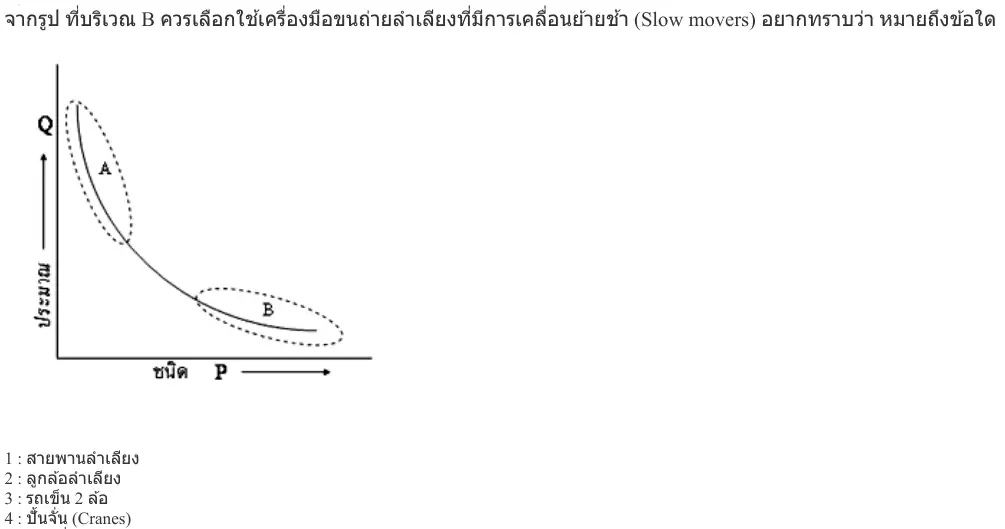 จากรูป ที่บริเวณ B ควรเลือกใช้เครื่องมือขนถ่ายลำเลียงที่มีการเคลื่อนย้ายช้า (Slow movers) อยากทราบว่า หมายถึงข้อใด
Q
A
B
ประมาณ
ชนิด P
1 : สายพานลำเลียง
2 : ลูกล้อลำเลียง
3 : รถเข็น 2 ล้อ
4 : ปั้นจั่น (Cranes)